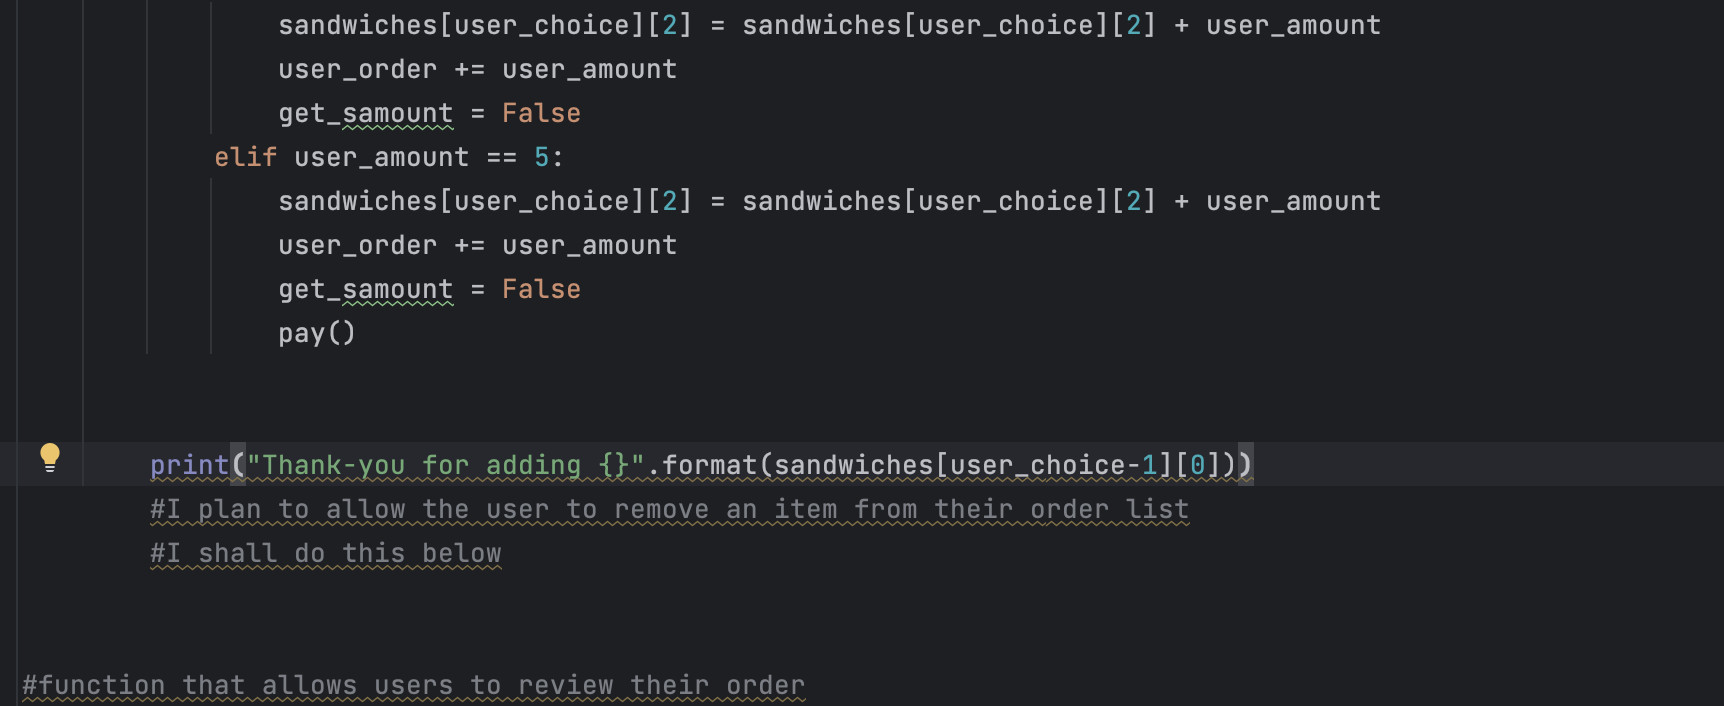 sandwiches[user_choice][2] = sandwiches[user_choice][2] + user_amount
user_order += user_amount
get_samount = False
elif user_amount == 5:
sandwiches[user_choice][2] = sandwiches[user_choice][2] + user_amount
user_order += user_amount
get_samount = False
pay()
print("Thank-you for adding {}".format(sandwiches[user_choice-1][0]))
#I plan to allow the user to remove an item from their order list
#I shall do this below
#function that allows users to review their order